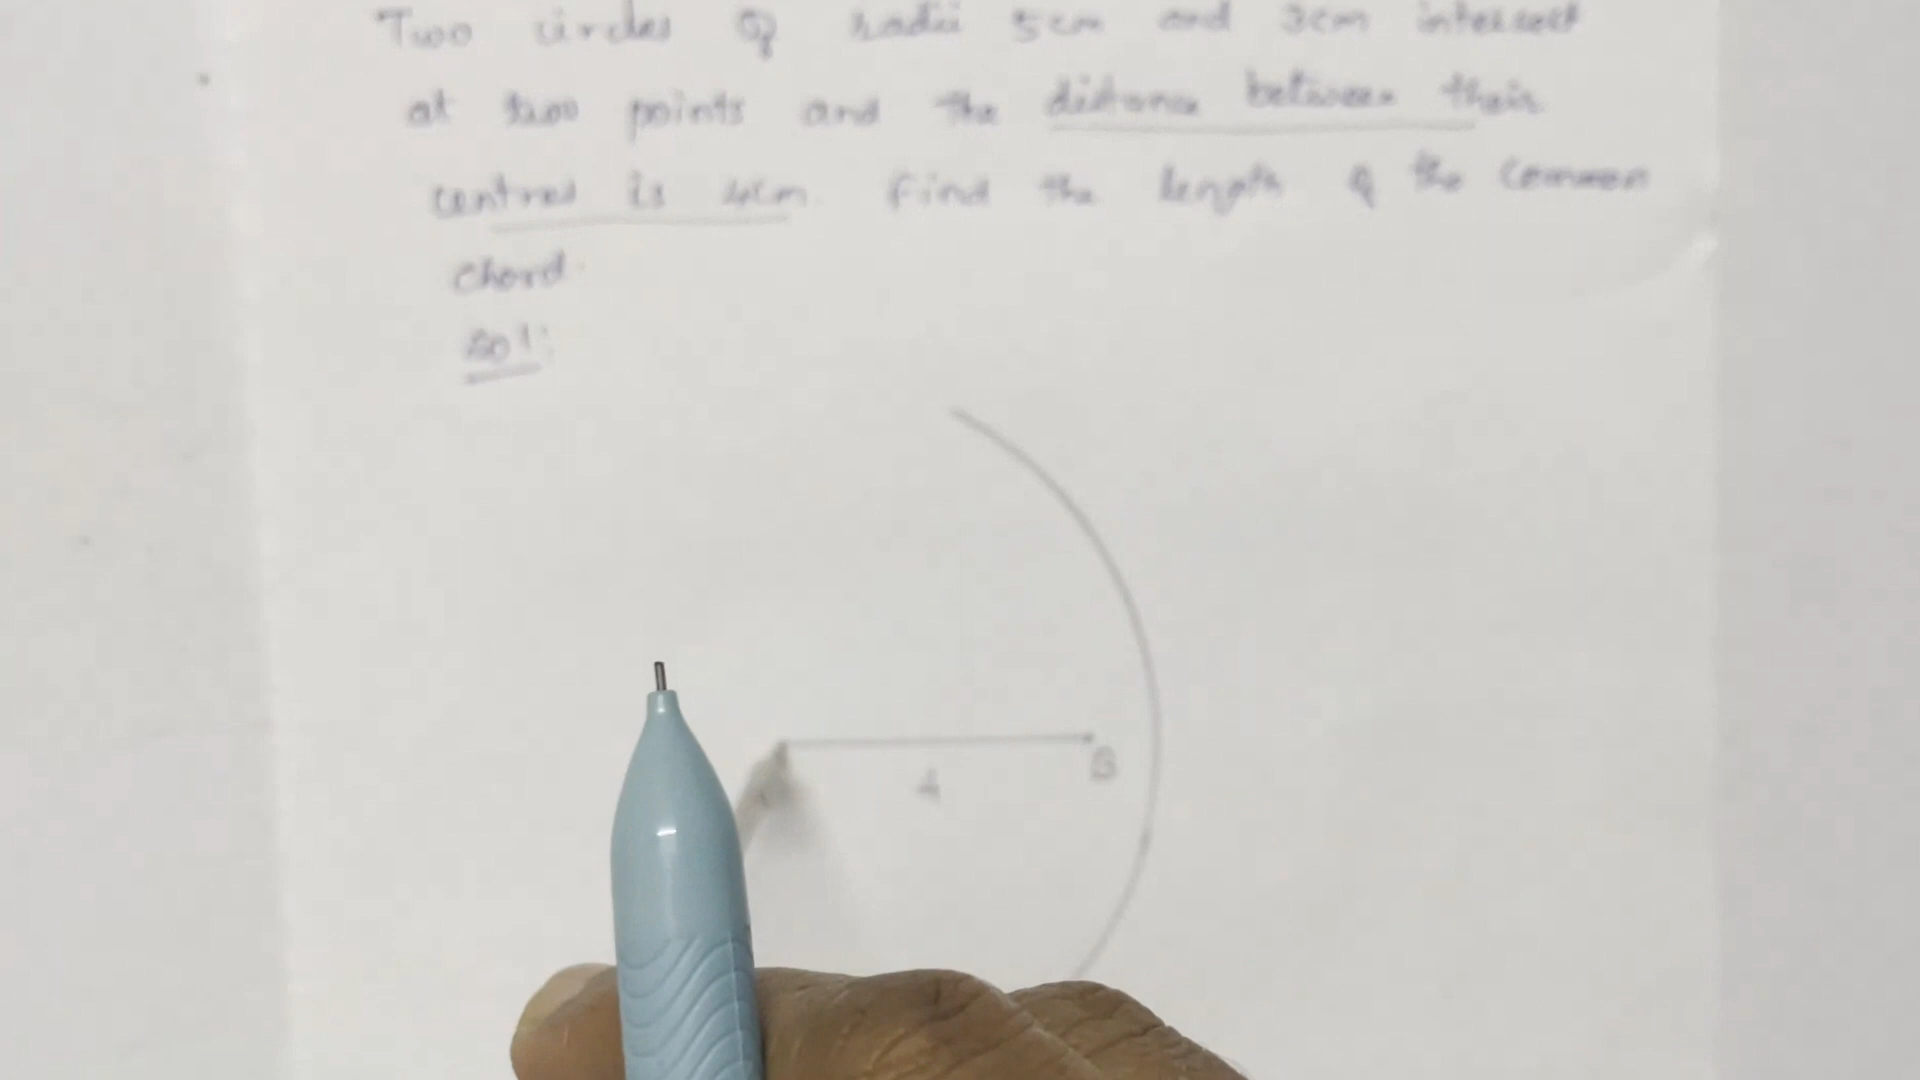 Two circles of radii 5cm and 3cm intersect
at two points and the distance between their
centres is 4cm find the length of the common
chord.
Sol:
B
4